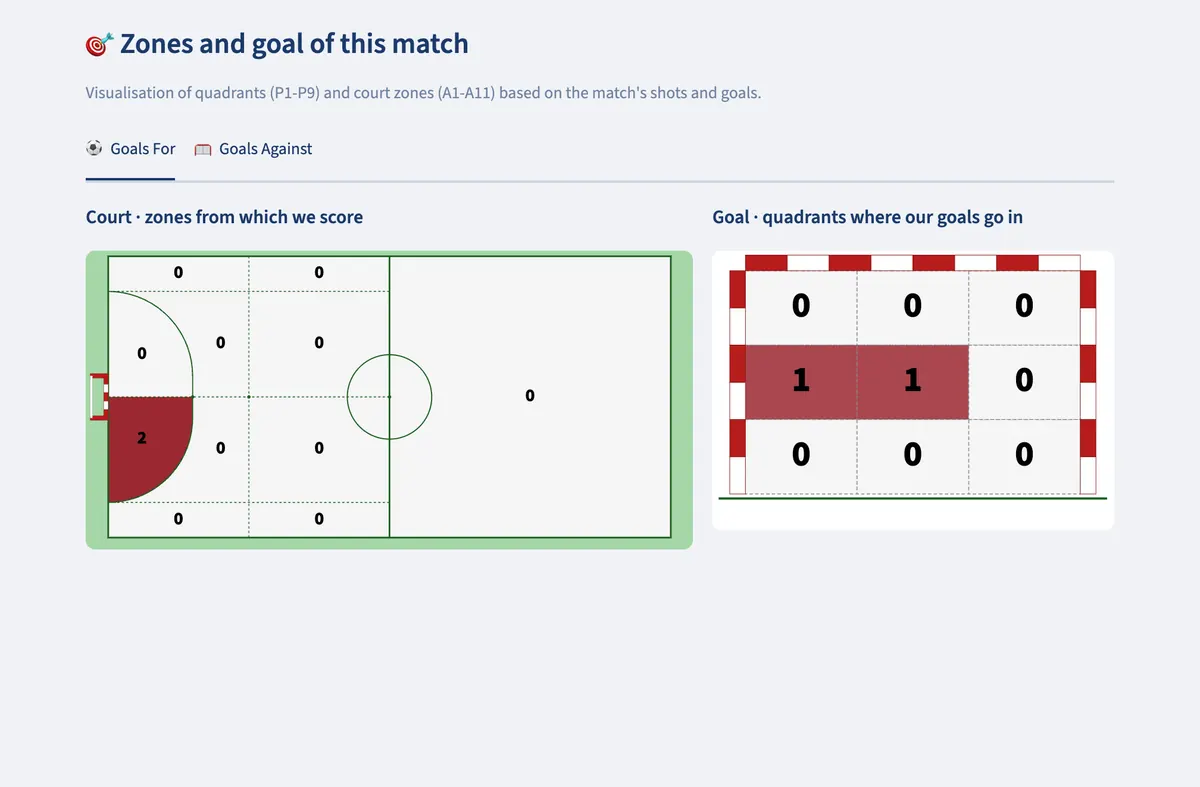 🎯 Zones and goal of this match
Visualisation of quadrants (P1-P9) and court zones (A1-A11) based on the match's shots and goals.
⚽ Goals For 🥅 Goals Against
Court · zones from which we score
0 0
0 0
0
0
2
0 0
0 0
Goal · quadrants where our goals go in
0 0 0
1 1 0
0 0 0